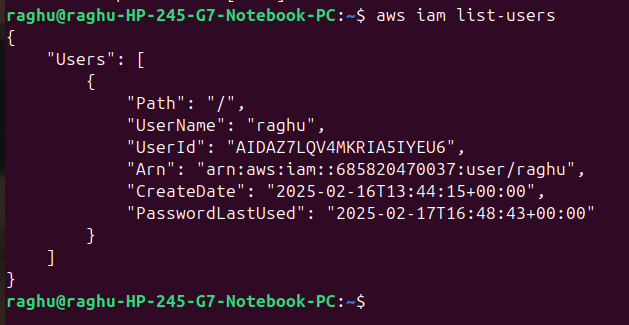 raghu@raghu-HP-245-G7-Notebook-PC:~$ aws iam list-users
{
    "Users": [
        {
            "Path": "/",
            "UserName": "raghu",
            "UserId": "AIDAZ7LQV4MKRIA5IYEU6",
            "Arn": "arn:aws:iam::685820470037:user/raghu",
            "CreateDate": "2025-02-16T13:44:15+00:00",
            "PasswordLastUsed": "2025-02-17T16:48:43+00:00"
        }
    ]
}
raghu@raghu-HP-245-G7-Notebook-PC:~$